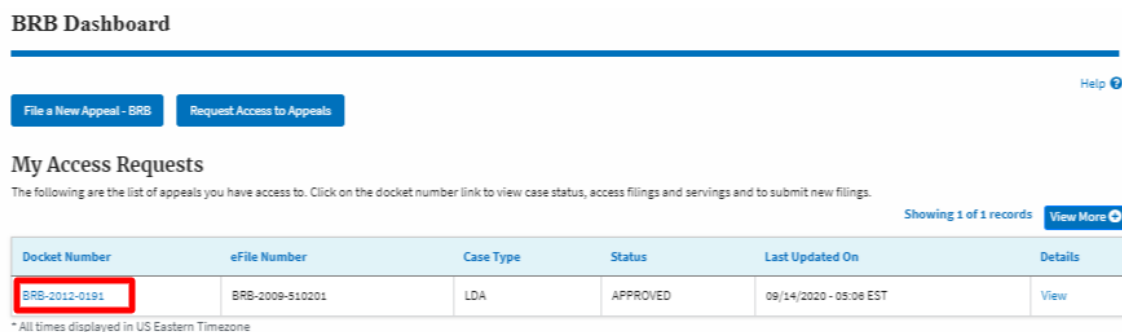 BRB Dashboard
Help
File a New Appeal - BRB Request Access to Appeals
My Access Requests
The following are the list of appeals you have access to. Click on the docket number link to view case status, access filings and servings and to submit new filings.
Showing 1 of 1 records View More
Docket Number eFile Number Case Type Status Last Updated On Details
BRB-2012-0191 BRB-2009-510201 LDA APPROVED 09/14/2020 - 05:06 EST View
* All times displayed in US Eastern Timezone